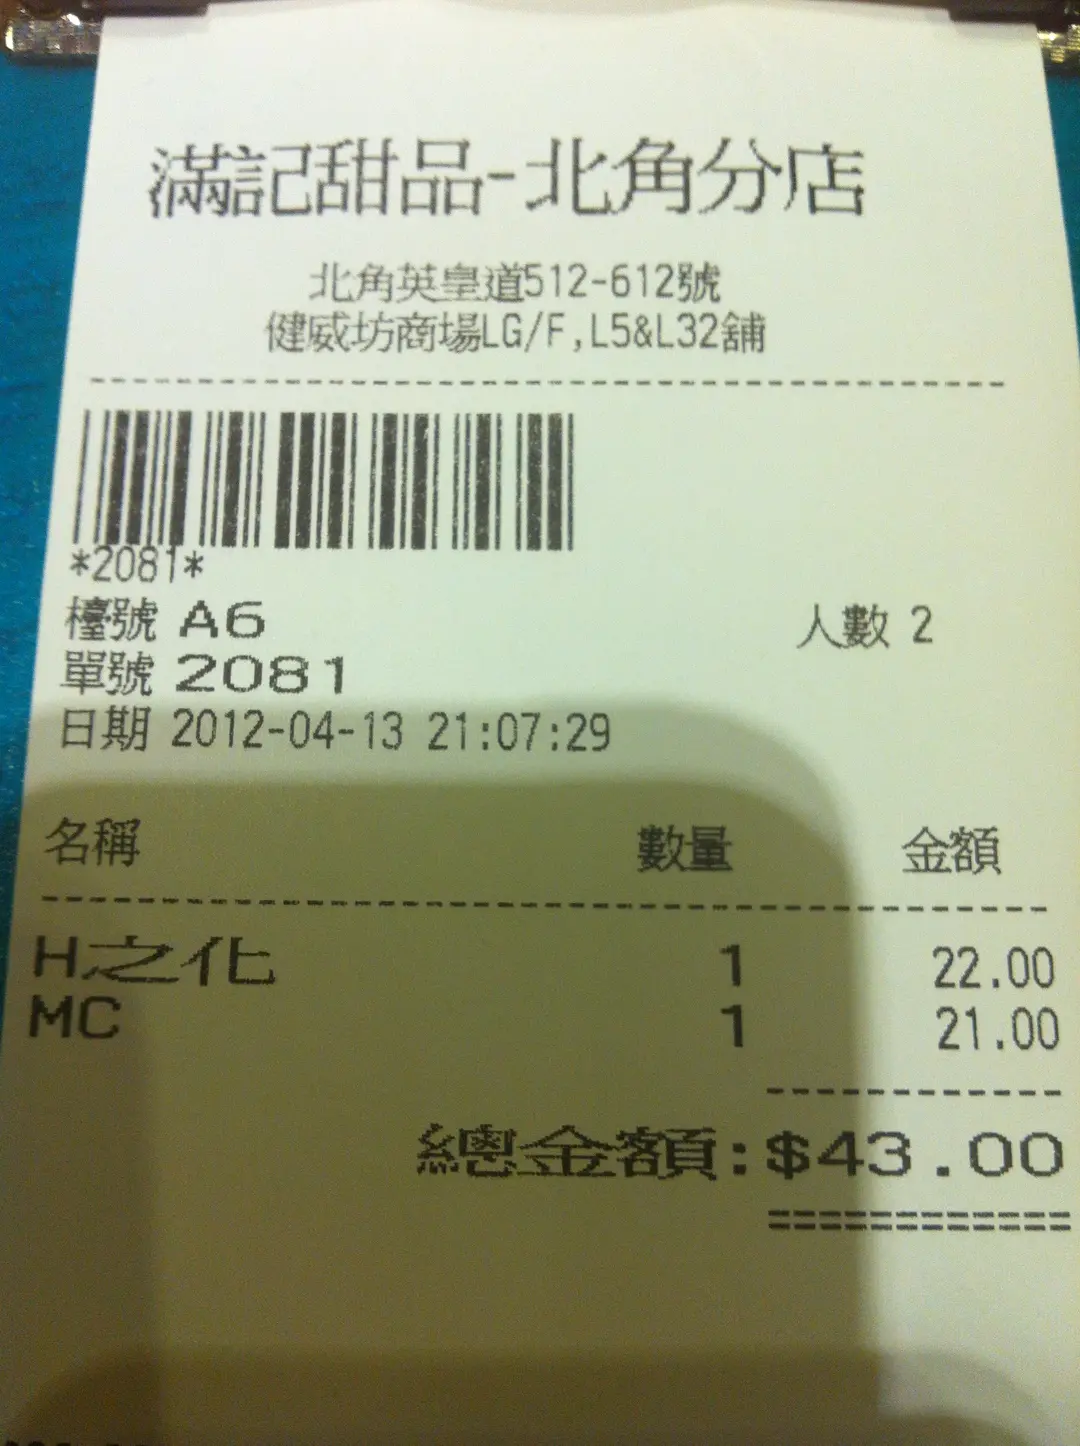 滿記甜品-北角分店
北角英皇道512-612號
健威坊商場LG/F,L5&L32舖
*2081*
檯號 A6 人數 2
單號 2081
日期 2012-04-13 21:07:29
名稱 數量 金額
H之化 1 22.00
MC 1 21.00
總金額:$43.00